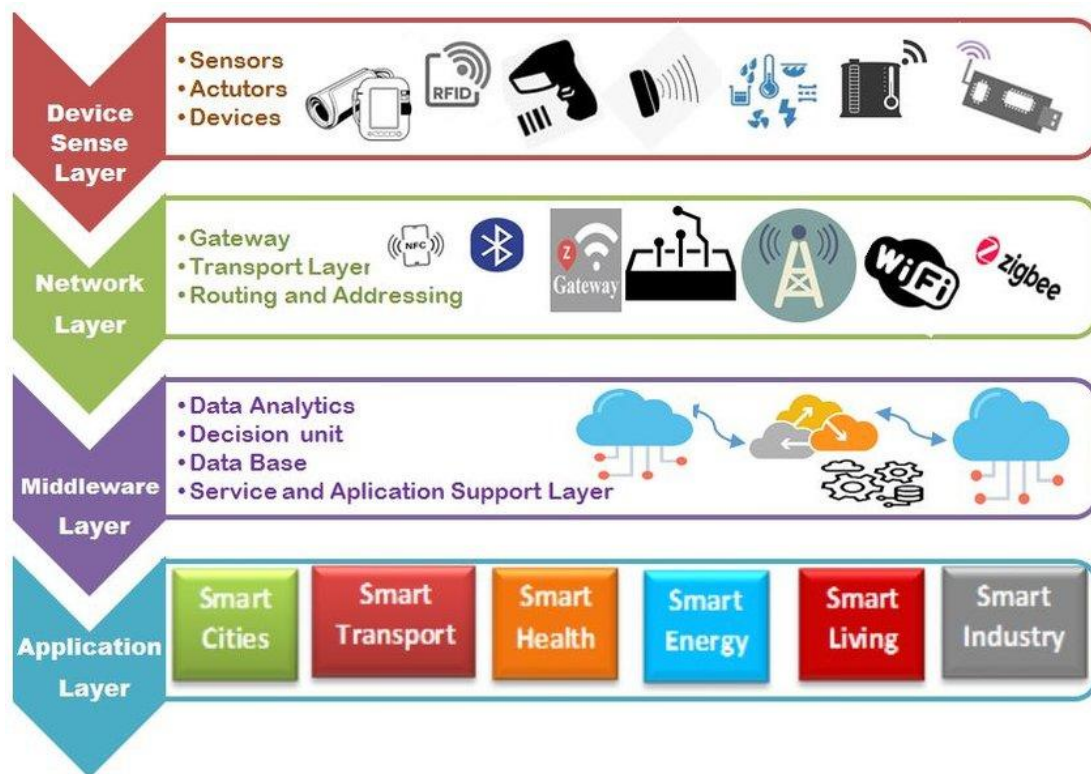 Device
Sense
Layer
• Sensors
• Actutors
• Devices
RFID
Network
Layer
• Gateway
• Transport Layer
• Routing and Addressing
NFC
Z
Gateway
WiFi
Z zigbee
Middleware
Layer
• Data Analytics
• Decision unit
• Data Base
• Service and Aplication Support Layer
Application
Layer
Smart
Cities
Smart
Transport
Smart
Health
Smart
Energy
Smart
Living
Smart
Industry